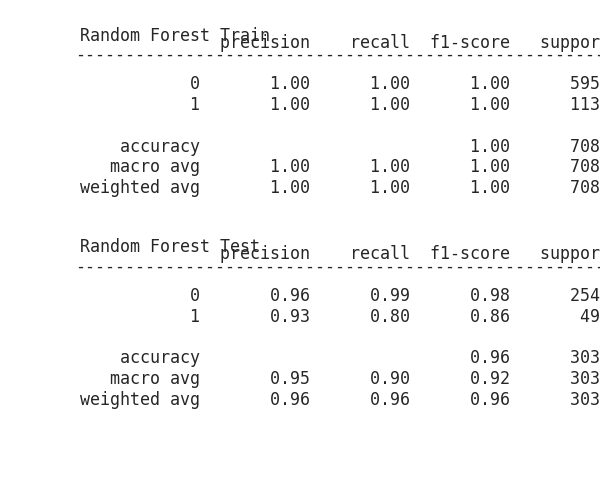 Random Forest Train
precision recall f1-score suppor
--------------------------------------------------------
0 1.00 1.00 1.00 595
1 1.00 1.00 1.00 113
accuracy 1.00 708
macro avg 1.00 1.00 1.00 708
weighted avg 1.00 1.00 1.00 708
Random Forest Test
precision recall f1-score suppor
--------------------------------------------------------
0 0.96 0.99 0.98 254
1 0.93 0.80 0.86 49
accuracy 0.96 303
macro avg 0.95 0.90 0.92 303
weighted avg 0.96 0.96 0.96 303